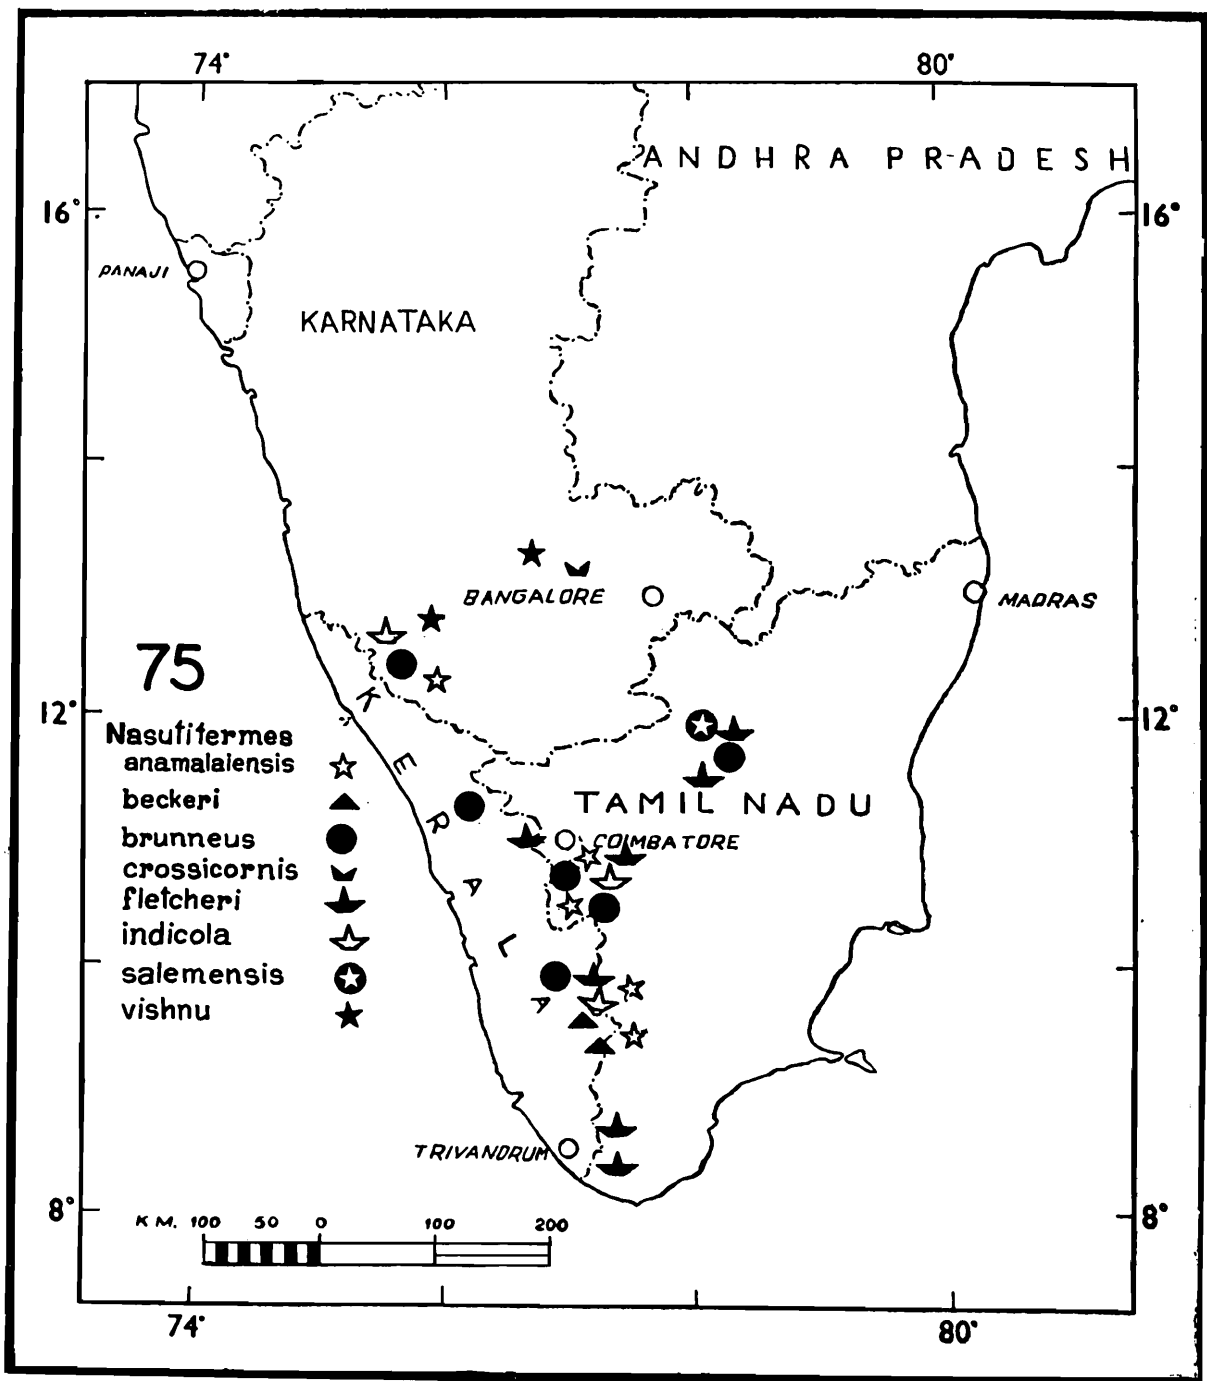 74° 80°
ANDHRA PRADESH
16° 16°
PANAJI
KARNATAKA
BANGALORE
MADRAS
75
KERALA
12° 12°
Nasutitermes
anamalaiensis
beckeri
brunneus
crossicornis
fletcheri
indicola
salemensis
vishnu
TAMIL NADU
COIMBATORE
TRIVANDRUM
8° 8°
KM. 100 50 0 100 200
74° 80°